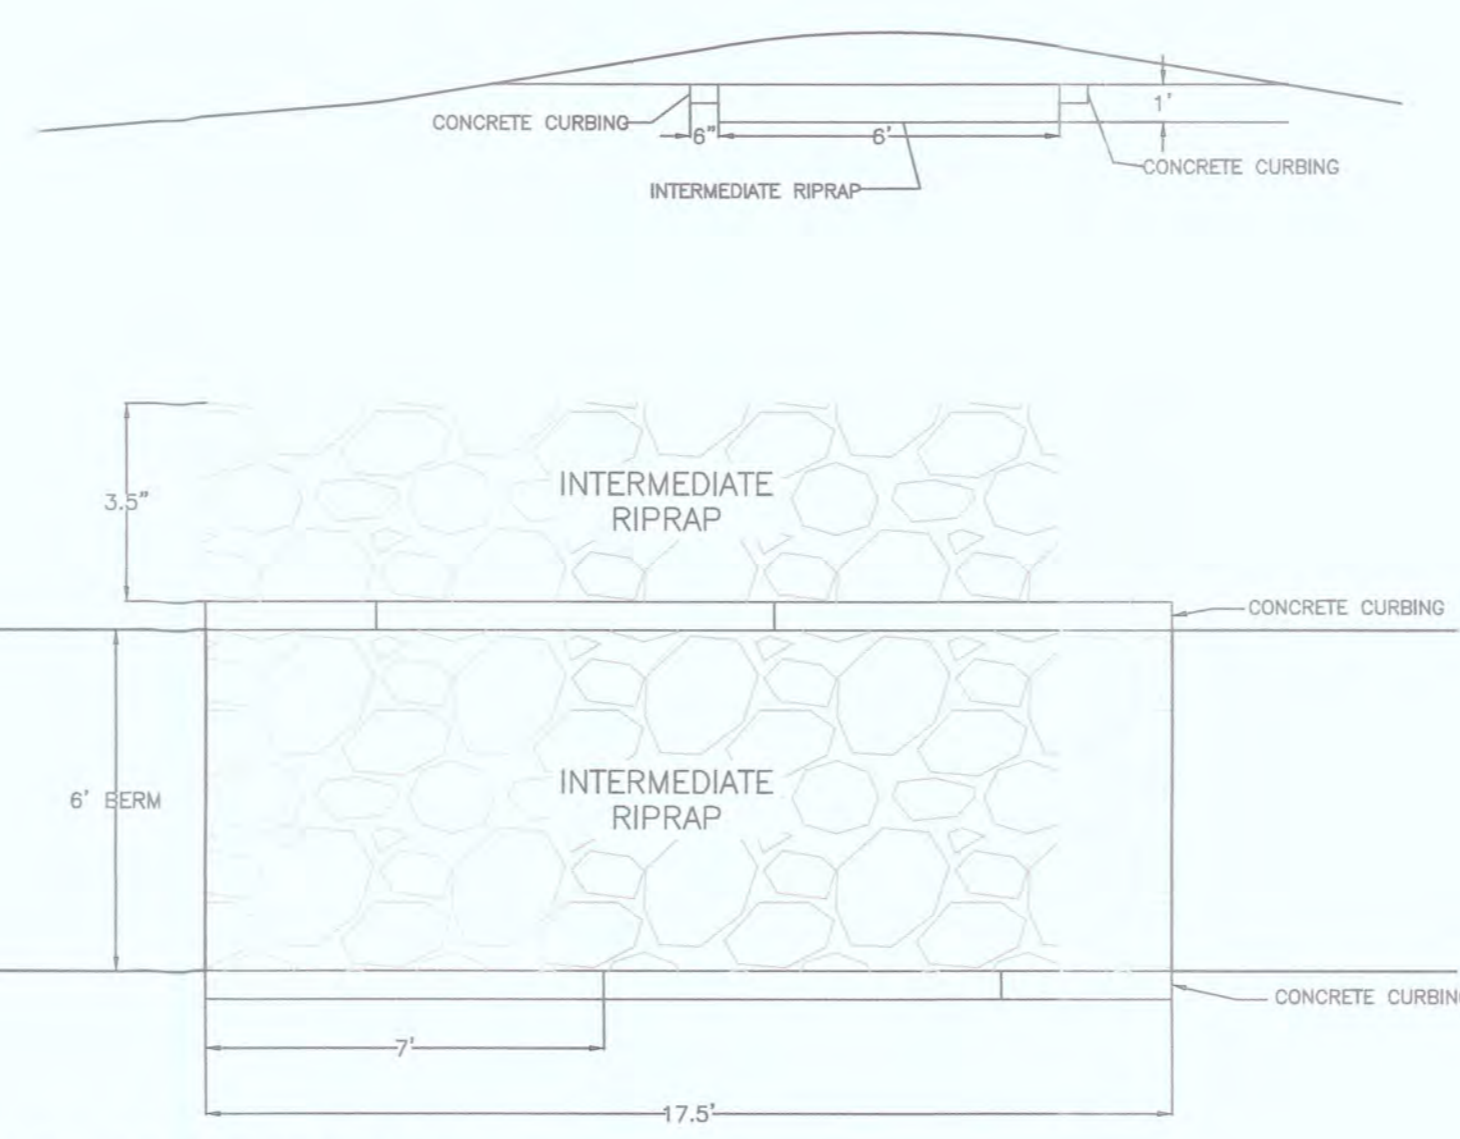 CONCRETE CURBING
6"
6'
1'
CONCRETE CURBING
INTERMEDIATE RIPRAP
3.5"
INTERMEDIATE
RIPRAP
CONCRETE CURBING
6' BERM
INTERMEDIATE
RIPRAP
CONCRETE CURBIN
7'
17.5'